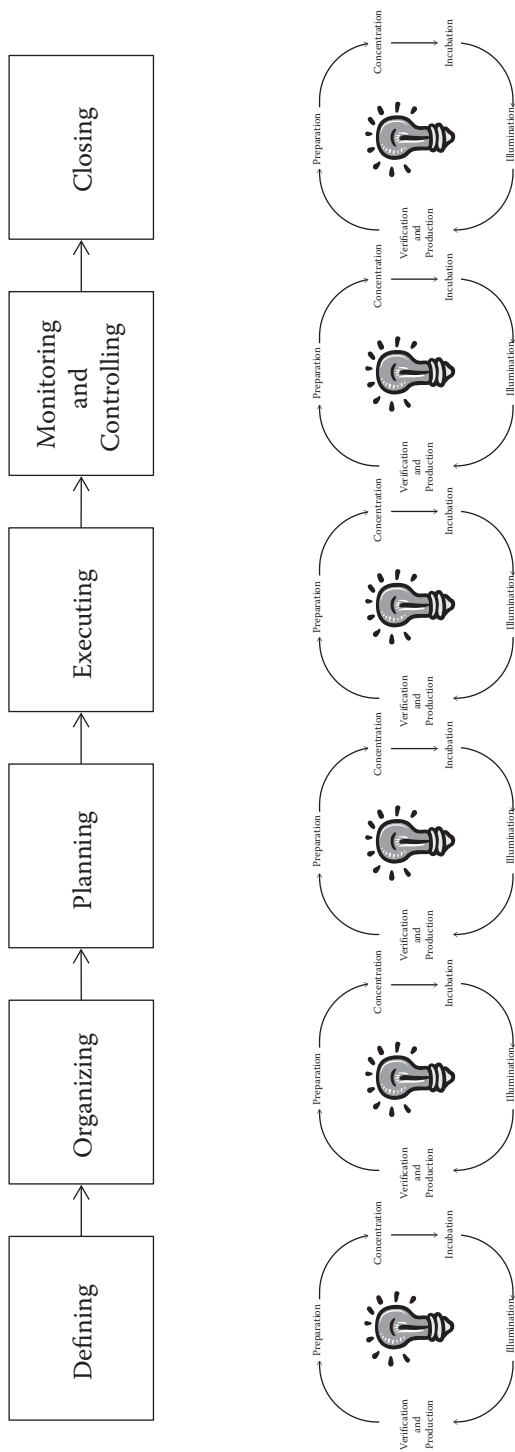 Defining
Organizing
Planning
Executing
Monitoring
and
Controlling
Closing
Preparation
Concentration
Incubation
Illumination
Verification
and
Production
Preparation
Concentration
Incubation
Illumination
Verification
and
Production
Preparation
Concentration
Incubation
Illumination
Verification
and
Production
Preparation
Concentration
Incubation
Illumination
Verification
and
Production
Preparation
Concentration
Incubation
Illumination
Verification
and
Production
Preparation
Concentration
Incubation
Illumination
Verification
and
Production